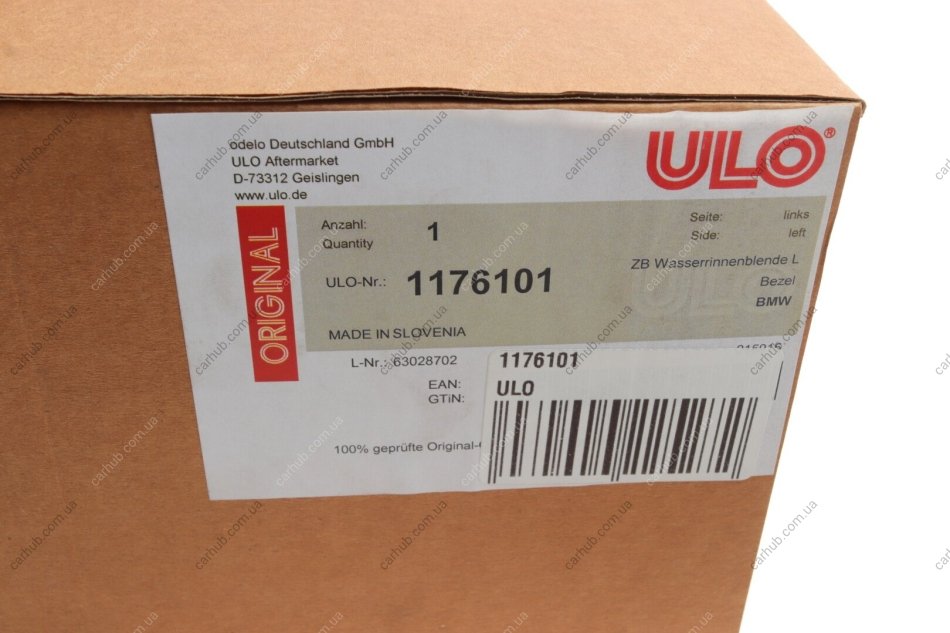 odelo Deutschland GmbH
ULO Aftermarket
D-73312 Geislingen
www.ulo.de
ULO®
ORIGINAL
Anzahl: 1
Quantity
Seite: links
Side: left
ULO-Nr.: 1176101
ZB Wasserrinnenblende L
Bezel
BMW
MADE IN SLOVENIA
L-Nr.: 63028702
EAN:
GTiN:
100% geprüfte Original-
1176101
ULO
carhub.com.ua